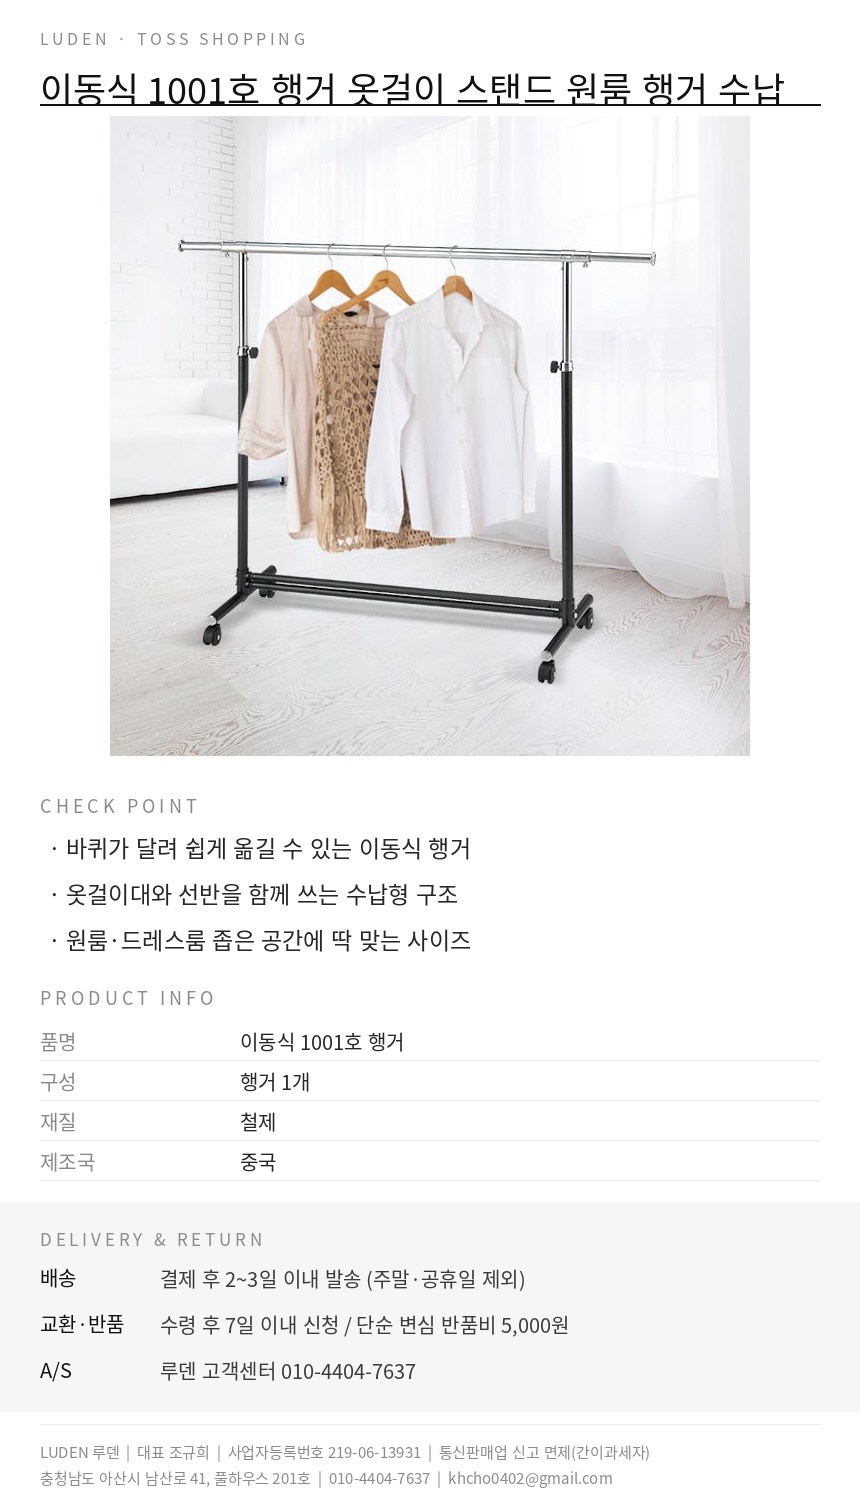 LUDEN · TOSS SHOPPING
이동식 1001호 행거 옷걸이 스탠드 원룸 행거 수납
CHECK POINT
· 바퀴가 달려 쉽게 옮길 수 있는 이동식 행거
· 옷걸이대와 선반을 함께 쓰는 수납형 구조
· 원룸·드레스룸 좁은 공간에 딱 맞는 사이즈
PRODUCT INFO
품명 이동식 1001호 행거
구성 행거 1개
재질 철제
제조국 중국
DELIVERY & RETURN
배송 결제 후 2~3일 이내 발송 (주말·공휴일 제외)
교환·반품 수령 후 7일 이내 신청 / 단순 변심 반품비 5,000원
A/S 루덴 고객센터 010-4404-7637
LUDEN 루덴 | 대표 조규희 | 사업자등록번호 219-06-13931 | 통신판매업 신고 면제(간이과세자)
충청남도 아산시 남산로 41, 풀하우스 201호 | 010-4404-7637 | khcho0402@gmail.com